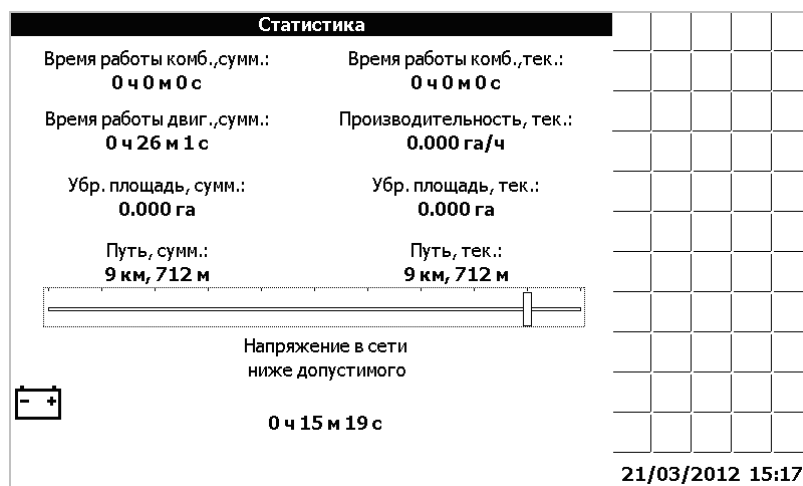 Статистика
Время работы комб.,сумм.:
0 ч 0 м 0 с
Время работы комб.,тек.:
0 ч 0 м 0 с
Время работы двиг.,сумм.:
0 ч 26 м 1 с
Производительность, тек.:
0.000 га/ч
Убр. площадь, сумм.:
0.000 га
Убр. площадь, тек.:
0.000 га
Путь, сумм.:
9 км, 712 м
Путь, тек.:
9 км, 712 м
Напряжение в сети
ниже допустимого
0 ч 15 м 19 с
21/03/2012 15:17